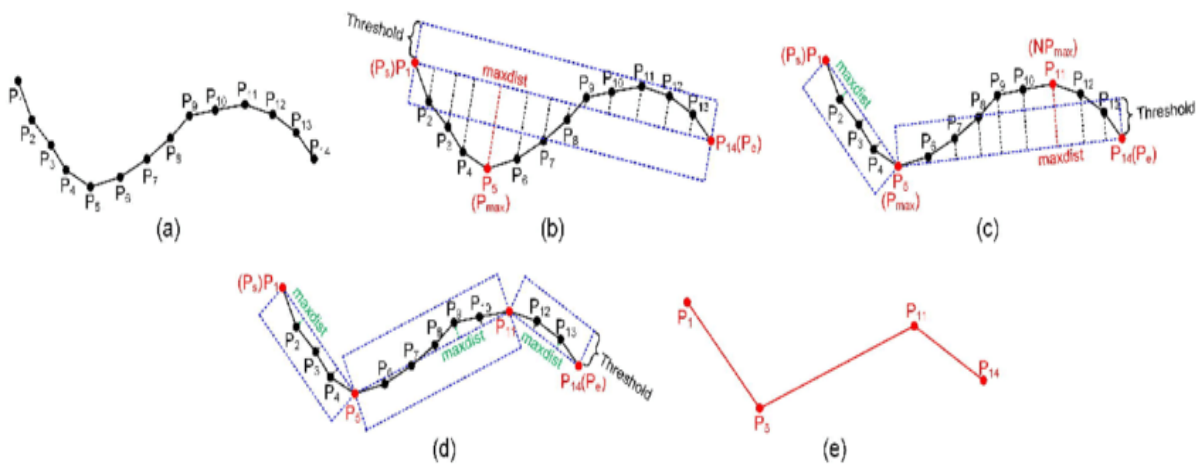 P
P2
P3
P4
P5
P6
P7
P8
P9
P10
P11
P12
P13
P14
(a)
Threshold
(Ps)P1
maxdist
P2
P3
P4
P5
(Pmax)
P6
P7
P8
P9
P10
P11
P12
P13
P14(Pe)
(b)
(NPmax)
(Ps)P1
maxdist
P2
P3
P4
P5
(Pmax)
P6
P7
P8
P9
P10
P11
P12
P13
Threshold
maxdist
P14(Pe)
(c)
(Ps)P1
maxdist
P2
P3
P4
P5
P6
P7
P8
P9
P10
P11
P12
P13
maxdist
maxdist
Threshold
P14(Pe)
(d)
P1
P11
P14
P3
(e)